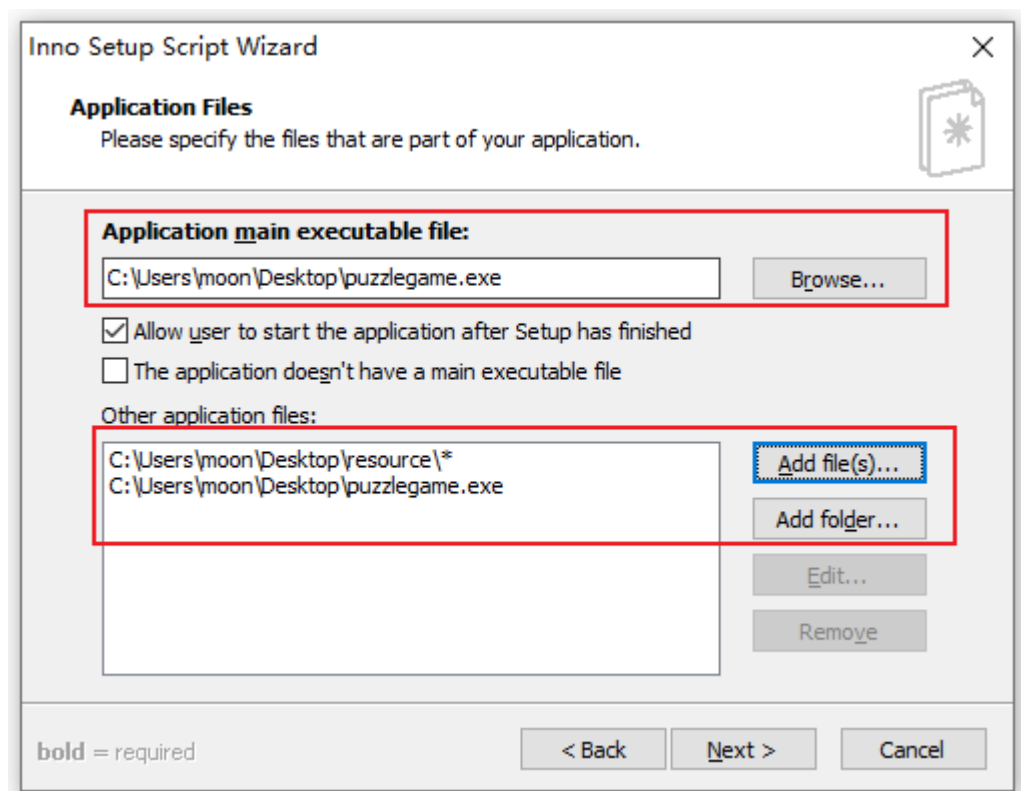 Inno Setup Script Wizard
Application Files
Please specify the files that are part of your application.
Application main executable file:
C:\Users\moon\Desktop\puzzlegame.exe
Browse...
Allow user to start the application after Setup has finished
The application doesn't have a main executable file
Other application files:
C:\Users\moon\Desktop\resource\*
C:\Users\moon\Desktop\puzzlegame.exe
Add file(s)...
Add folder...
Edit...
Remove
bold = required
< Back
Next >
Cancel